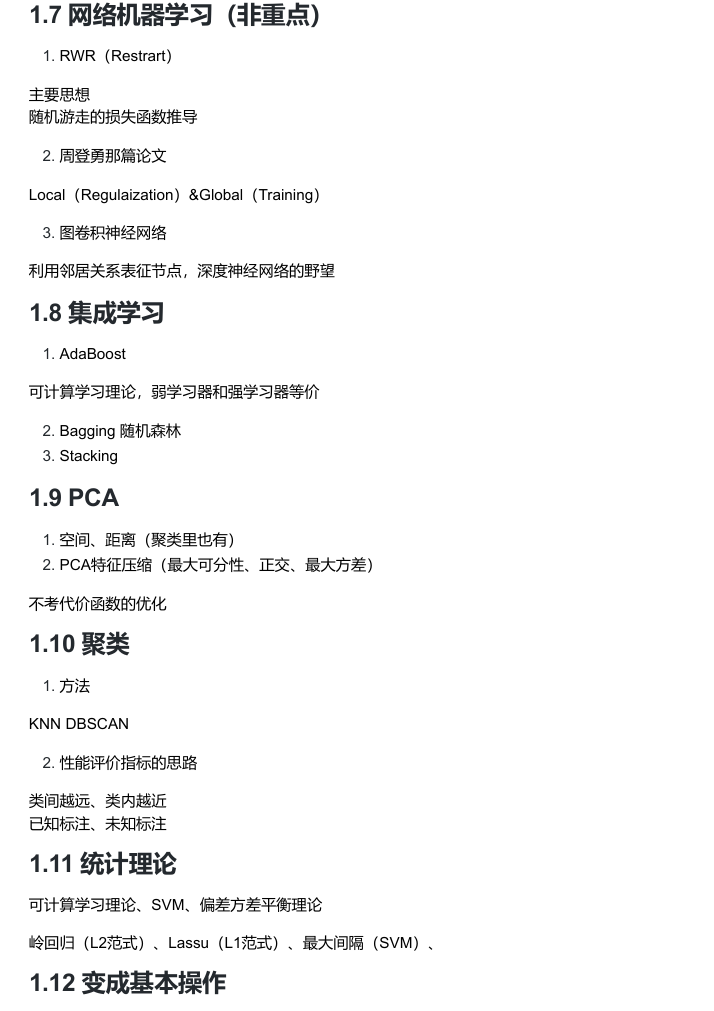 1.7 网络机器学习（非重点）
1. RWR（Restrart）
主要思想
随机游走的损失函数推导
2. 周登勇那篇论文
Local（Regulaization）&Global（Training）
3. 图卷积神经网络
利用邻居关系表征节点，深度神经网络的野望
1.8 集成学习
1. AdaBoost
可计算学习理论，弱学习器和强学习器等价
2. Bagging 随机森林
3. Stacking
1.9 PCA
1. 空间、距离（聚类里也有）
2. PCA特征压缩（最大可分性、正交、最大方差）
不考代价函数的优化
1.10 聚类
1. 方法
KNN DBSCAN
2. 性能评价指标的思路
类间越远、类内越近
已知标注、未知标注
1.11 统计理论
可计算学习理论、SVM、偏差方差平衡理论
岭回归（L2范式）、Lassu（L1范式）、最大间隔（SVM）、
1.12 变成基本操作